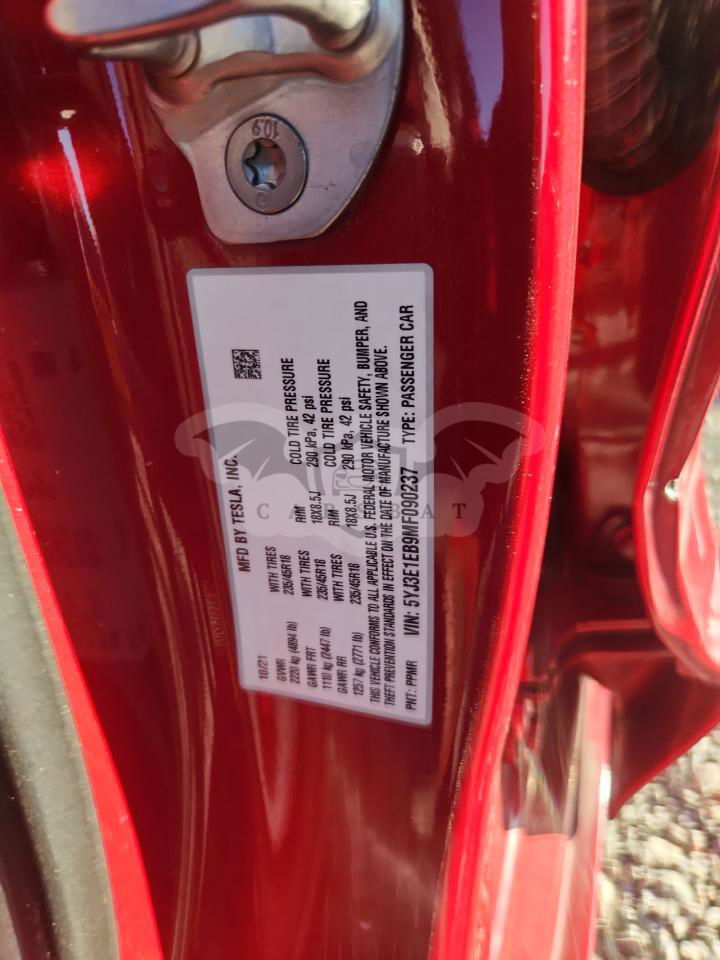 10.9
MFD BY TESLA, INC.
10/21
GVWR
2220 kg (4894 lb)
WITH TIRES
235/45R18
RIM
18X8.5J
COLD TIRE PRESSURE
290 kPa, 42 psi
GAWR FRT
1110 kg (2447 lb)
WITH TIRES
235/45R18
RIM
18X8.5J
COLD TIRE PRESSURE
290 kPa, 42 psi
GAWR RR
1257 kg (2771 lb)
WITH TIRES
235/45R18
RIM
18X8.5J
COLD TIRE PRESSURE
290 kPa, 42 psi
THIS VEHICLE CONFORMS TO ALL APPLICABLE U.S. FEDERAL MOTOR VEHICLE SAFETY, BUMPER, AND
THEFT PREVENTION STANDARDS IN EFFECT ON THE DATE OF MANUFACTURE SHOWN ABOVE.
PNT: PPMR VIN: 5YJ3E1EB9MF090237 TYPE: PASSENGER CAR
CARSBAT